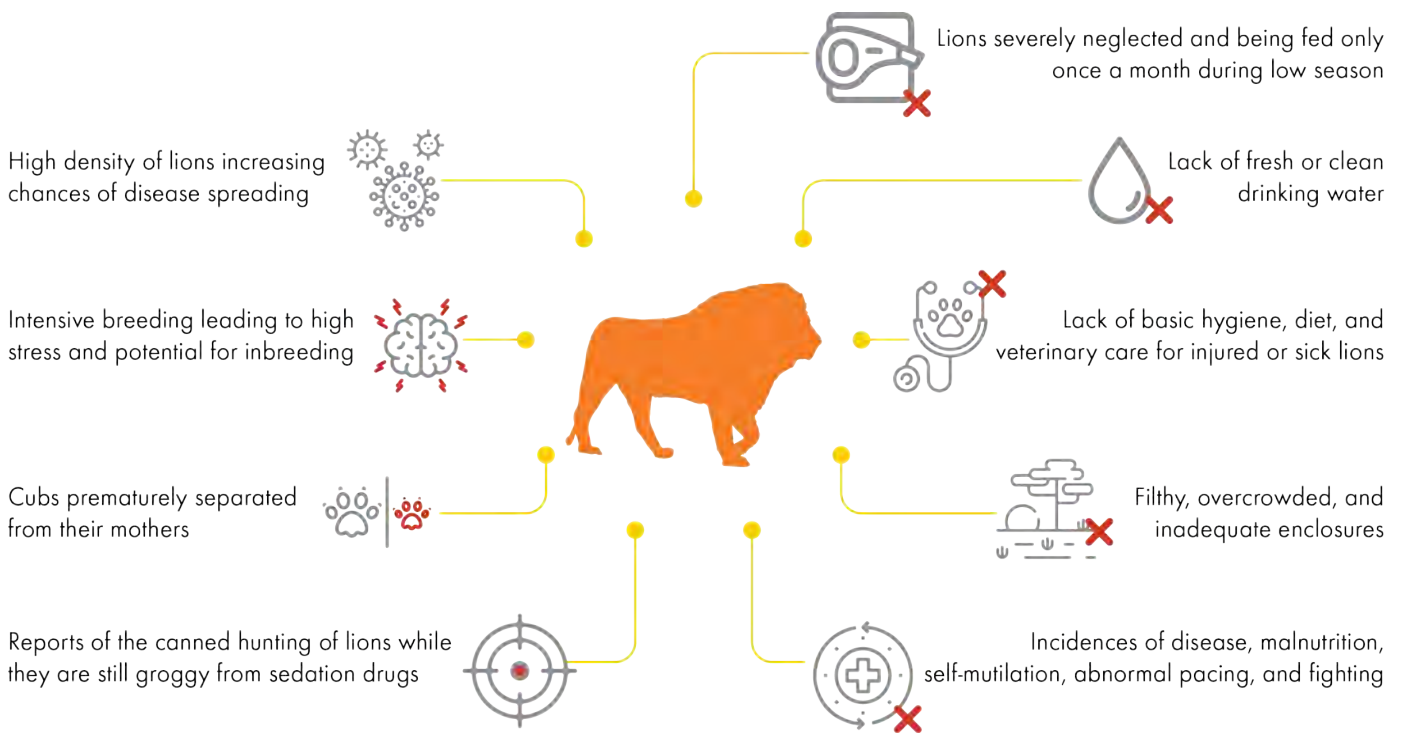 Lions severely neglected and being fed only
once a month during low season
High density of lions increasing
chances of disease spreading
Lack of fresh or clean
drinking water
Intensive breeding leading to high
stress and potential for inbreeding
Lack of basic hygiene, diet, and
veterinary care for injured or sick lions
Cubs prematurely separated
from their mothers
Filthy, overcrowded, and
inadequate enclosures
Reports of the canned hunting of lions while
they are still groggy from sedation drugs
Incidences of disease, malnutrition,
self-mutilation, abnormal pacing, and fighting